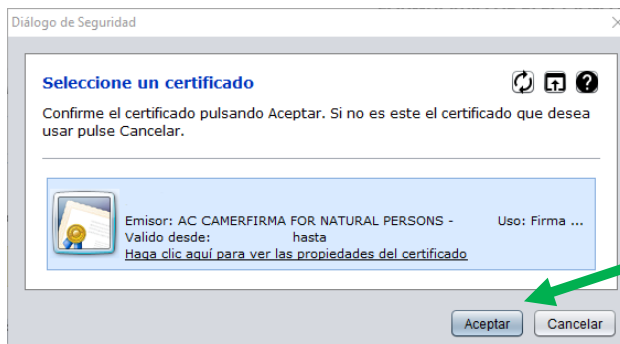 Diálogo de Seguridad
Seleccione un certificado
Confirme el certificado pulsando Aceptar. Si no es este el certificado que desea
usar pulse Cancelar.
Emisor: AC CAMERFIRMA FOR NATURAL PERSONS - Uso: Firma ...
Valido desde: hasta
Haga clic aquí para ver las propiedades del certificado
Aceptar Cancelar